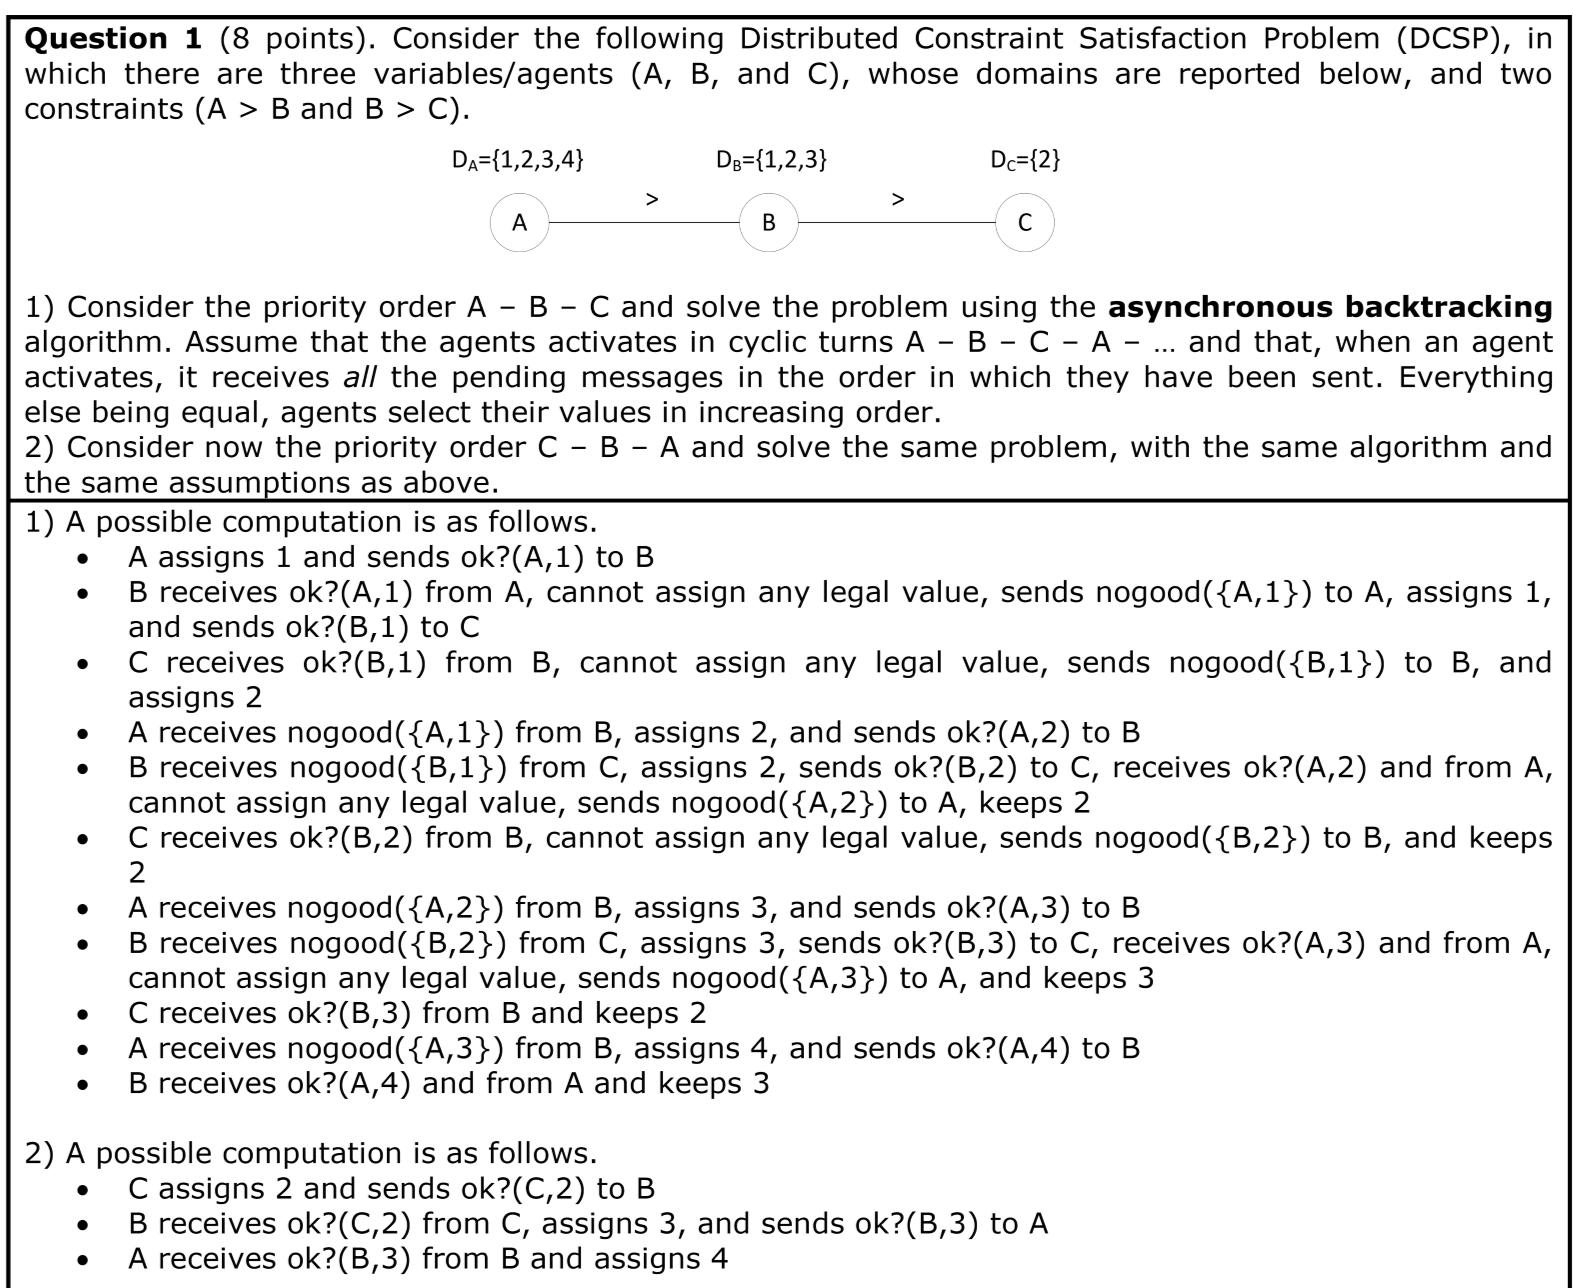 Question 1 (8 points). Consider the following Distributed Constraint Satisfaction Problem (DCSP), in
which there are three variables/agents (A, B, and C), whose domains are reported below, and two
constraints (A > B and B > C).
D_A={1,2,3,4} D_B={1,2,3} D_C={2}
> >
A B C
1) Consider the priority order A – B – C and solve the problem using the asynchronous backtracking
algorithm. Assume that the agents activates in cyclic turns A – B – C – A – … and that, when an agent
activates, it receives all the pending messages in the order in which they have been sent. Everything
else being equal, agents select their values in increasing order.
2) Consider now the priority order C – B – A and solve the same problem, with the same algorithm and
the same assumptions as above.
1) A possible computation is as follows.
• A assigns 1 and sends ok?(A,1) to B
• B receives ok?(A,1) from A, cannot assign any legal value, sends nogood({A,1}) to A, assigns 1,
and sends ok?(B,1) to C
• C receives ok?(B,1) from B, cannot assign any legal value, sends nogood({B,1}) to B, and
assigns 2
• A receives nogood({A,1}) from B, assigns 2, and sends ok?(A,2) to B
• B receives nogood({B,1}) from C, assigns 2, sends ok?(B,2) to C, receives ok?(A,2) and from A,
cannot assign any legal value, sends nogood({A,2}) to A, keeps 2
• C receives ok?(B,2) from B, cannot assign any legal value, sends nogood({B,2}) to B, and keeps
2
• A receives nogood({A,2}) from B, assigns 3, and sends ok?(A,3) to B
• B receives nogood({B,2}) from C, assigns 3, sends ok?(B,3) to C, receives ok?(A,3) and from A,
cannot assign any legal value, sends nogood({A,3}) to A, and keeps 3
• C receives ok?(B,3) from B and keeps 2
• A receives nogood({A,3}) from B, assigns 4, and sends ok?(A,4) to B
• B receives ok?(A,4) and from A and keeps 3
2) A possible computation is as follows.
• C assigns 2 and sends ok?(C,2) to B
• B receives ok?(C,2) from C, assigns 3, and sends ok?(B,3) to A
• A receives ok?(B,3) from B and assigns 4